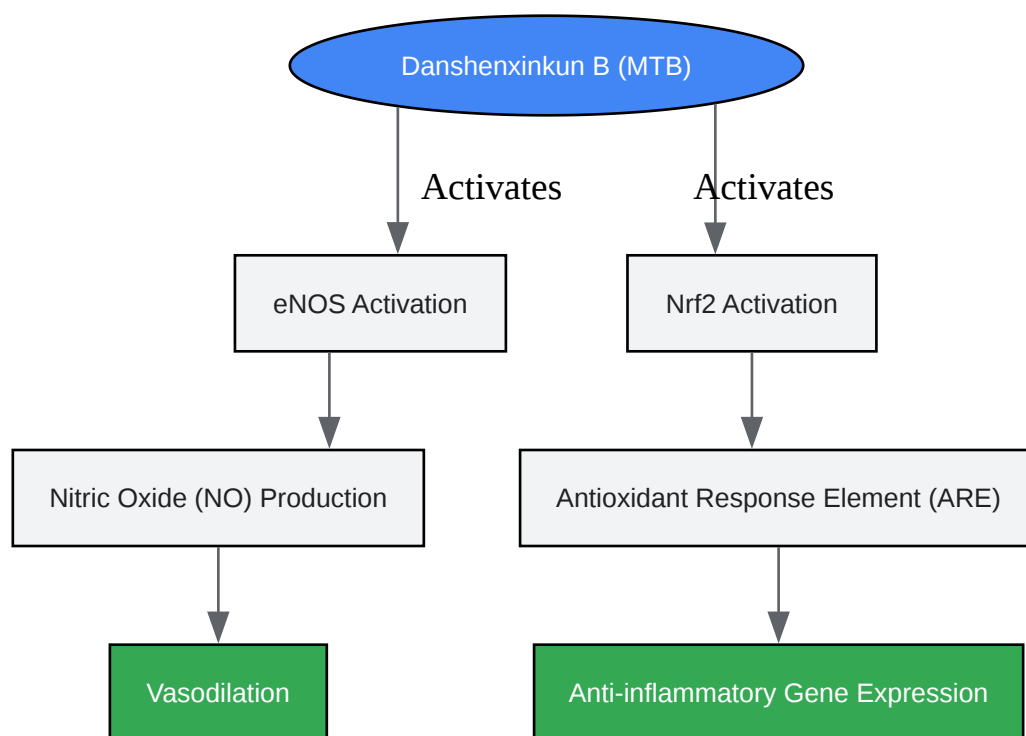 Danshenxinkun B (MTB)
Activates
Activates
eNOS Activation
Nrf2 Activation
Nitric Oxide (NO) Production
Antioxidant Response Element (ARE)
Vasodilation
Anti-inflammatory Gene Expression